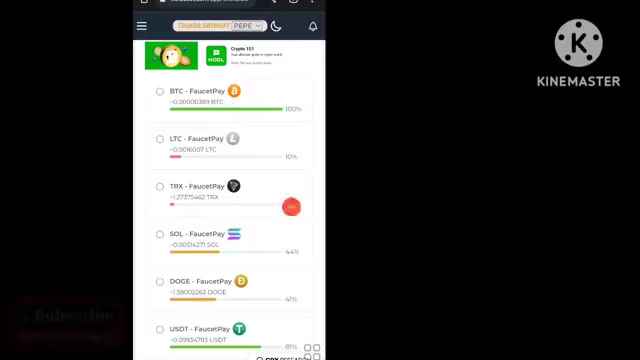 PEPE
Crypto 101
HODL
BTC - FaucetPay
~0.00000389 BTC
100%
LTC - FaucetPay
~0.0016007 LTC
10%
TRX - FaucetPay
~1.27375462 TRX
SOL - FaucetPay
~0.00514271 SOL
44%
DOGE - FaucetPay
~1.58002263 DOGE
41%
USDT - FaucetPay
~0.09934783 USDT
81%
KINEMASTER